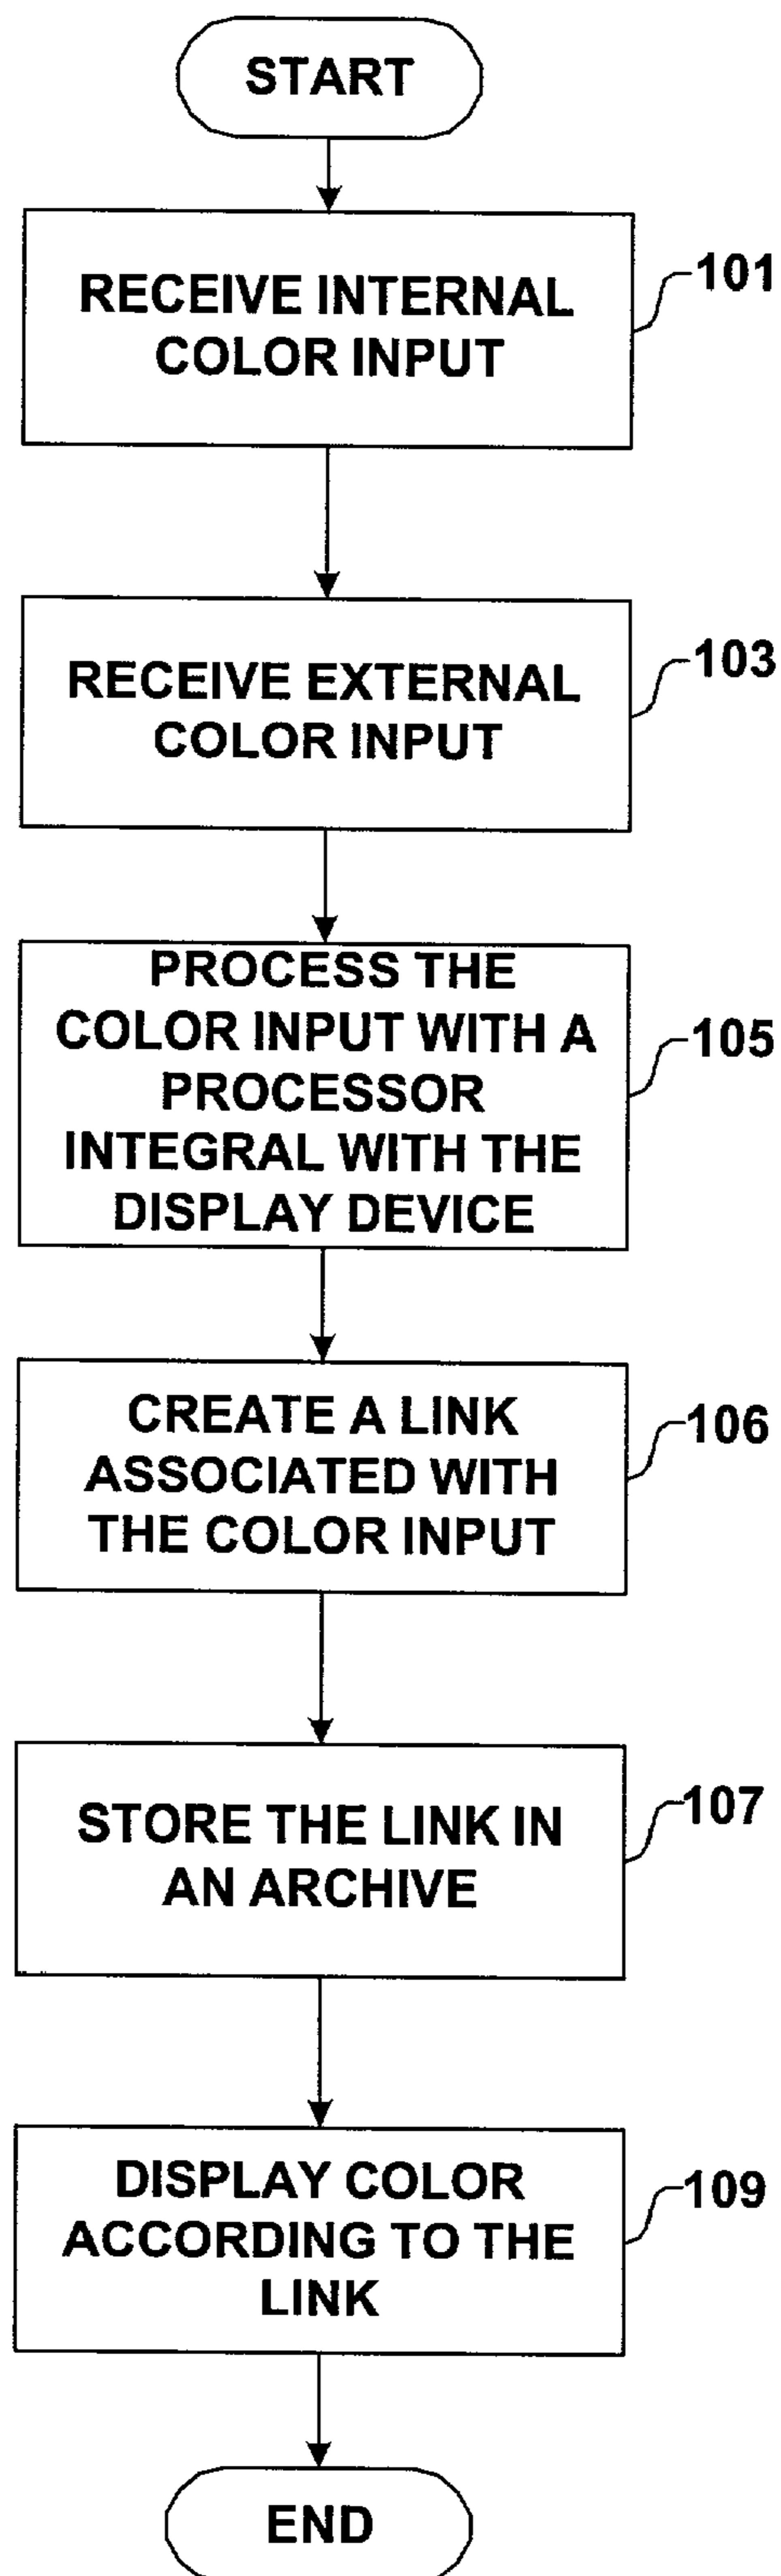 START
RECEIVE INTERNAL
COLOR INPUT
101
RECEIVE EXTERNAL
COLOR INPUT
103
PROCESS THE
COLOR INPUT WITH A
PROCESSOR
INTEGRAL WITH THE
DISPLAY DEVICE
105
CREATE A LINK
ASSOCIATED WITH
THE COLOR INPUT
106
STORE THE LINK IN
AN ARCHIVE
107
DISPLAY COLOR
ACCORDING TO THE
LINK
109
END